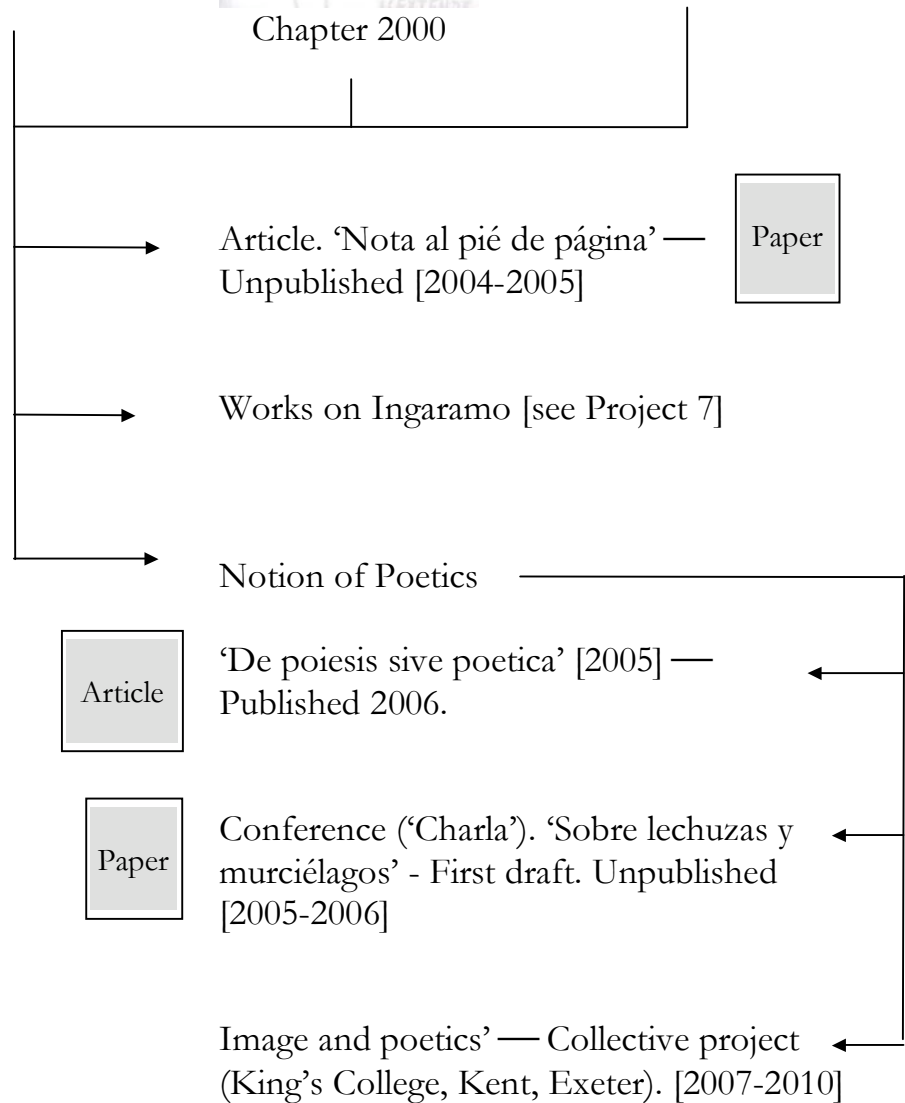 Chapter 2000
Article. ‘Nota al pié de página’ —
Unpublished [2004-2005]
Paper
Works on Ingaramo [see Project 7]
Notion of Poetics
Article
‘De poiesis sive poetica’ [2005] —
Published 2006.
Paper
Conference (‘Charla’). ‘Sobre lechuzas y
murciélagos’ - First draft. Unpublished
[2005-2006]
Image and poetics’ — Collective project
(King’s College, Kent, Exeter). [2007-2010]